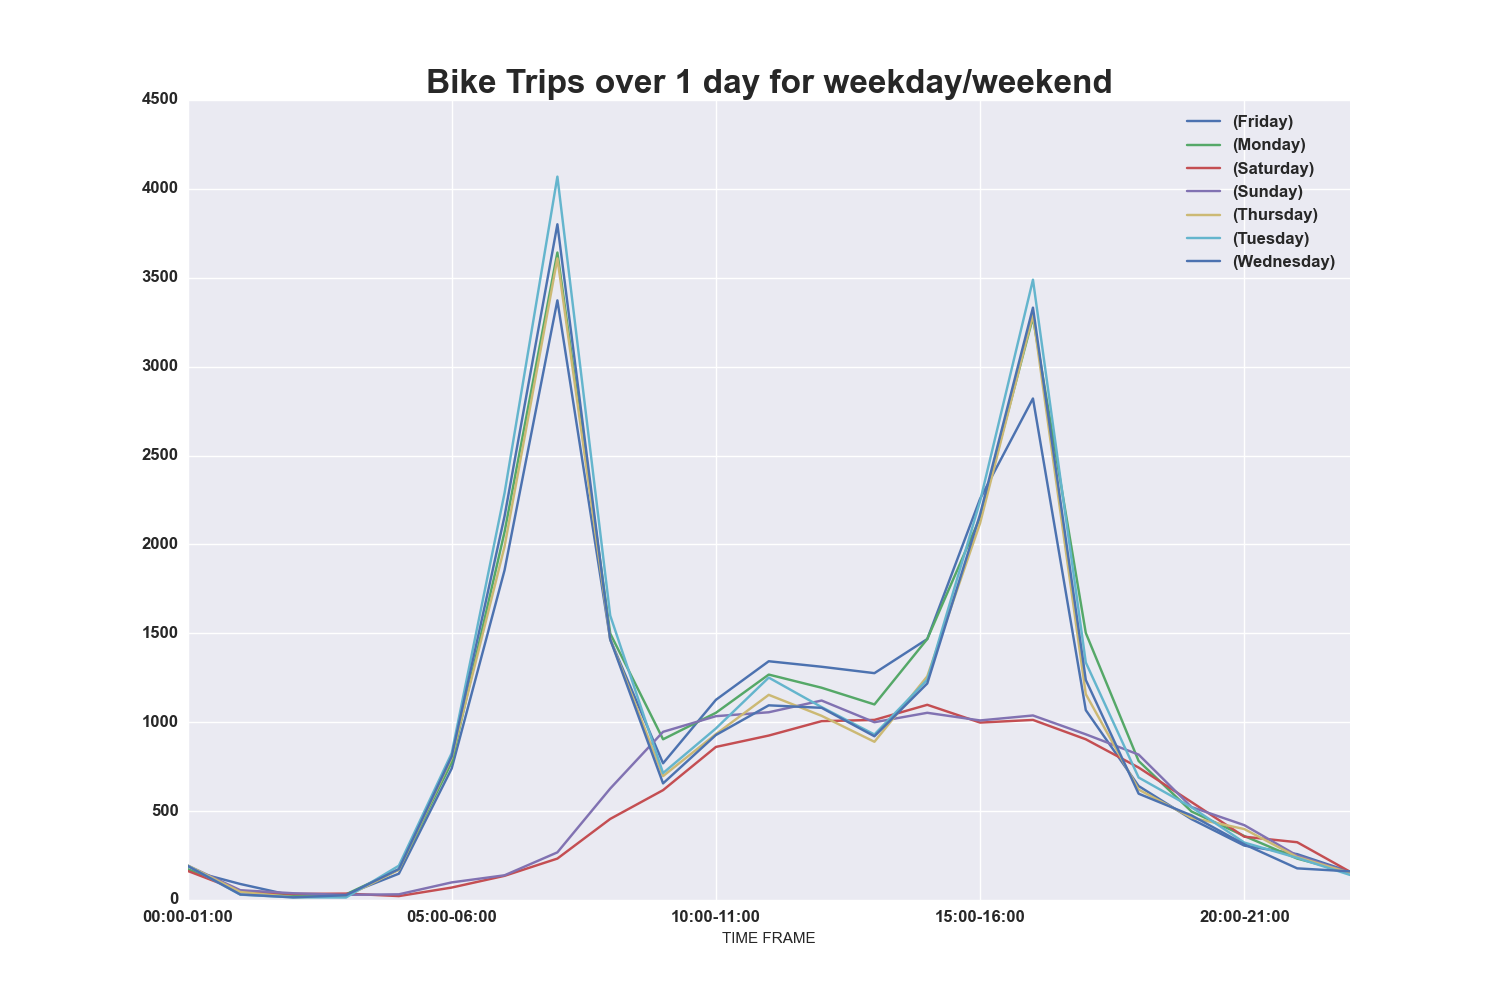 Bike Trips over 1 day for weekday/weekend
4500
4000
3500
3000
2500
2000
1500
1000
500
0
(Friday)
(Monday)
(Saturday)
(Sunday)
(Thursday)
(Tuesday)
(Wednesday)
00:00-01:00 05:00-06:00 10:00-11:00 15:00-16:00 20:00-21:00
TIME FRAME